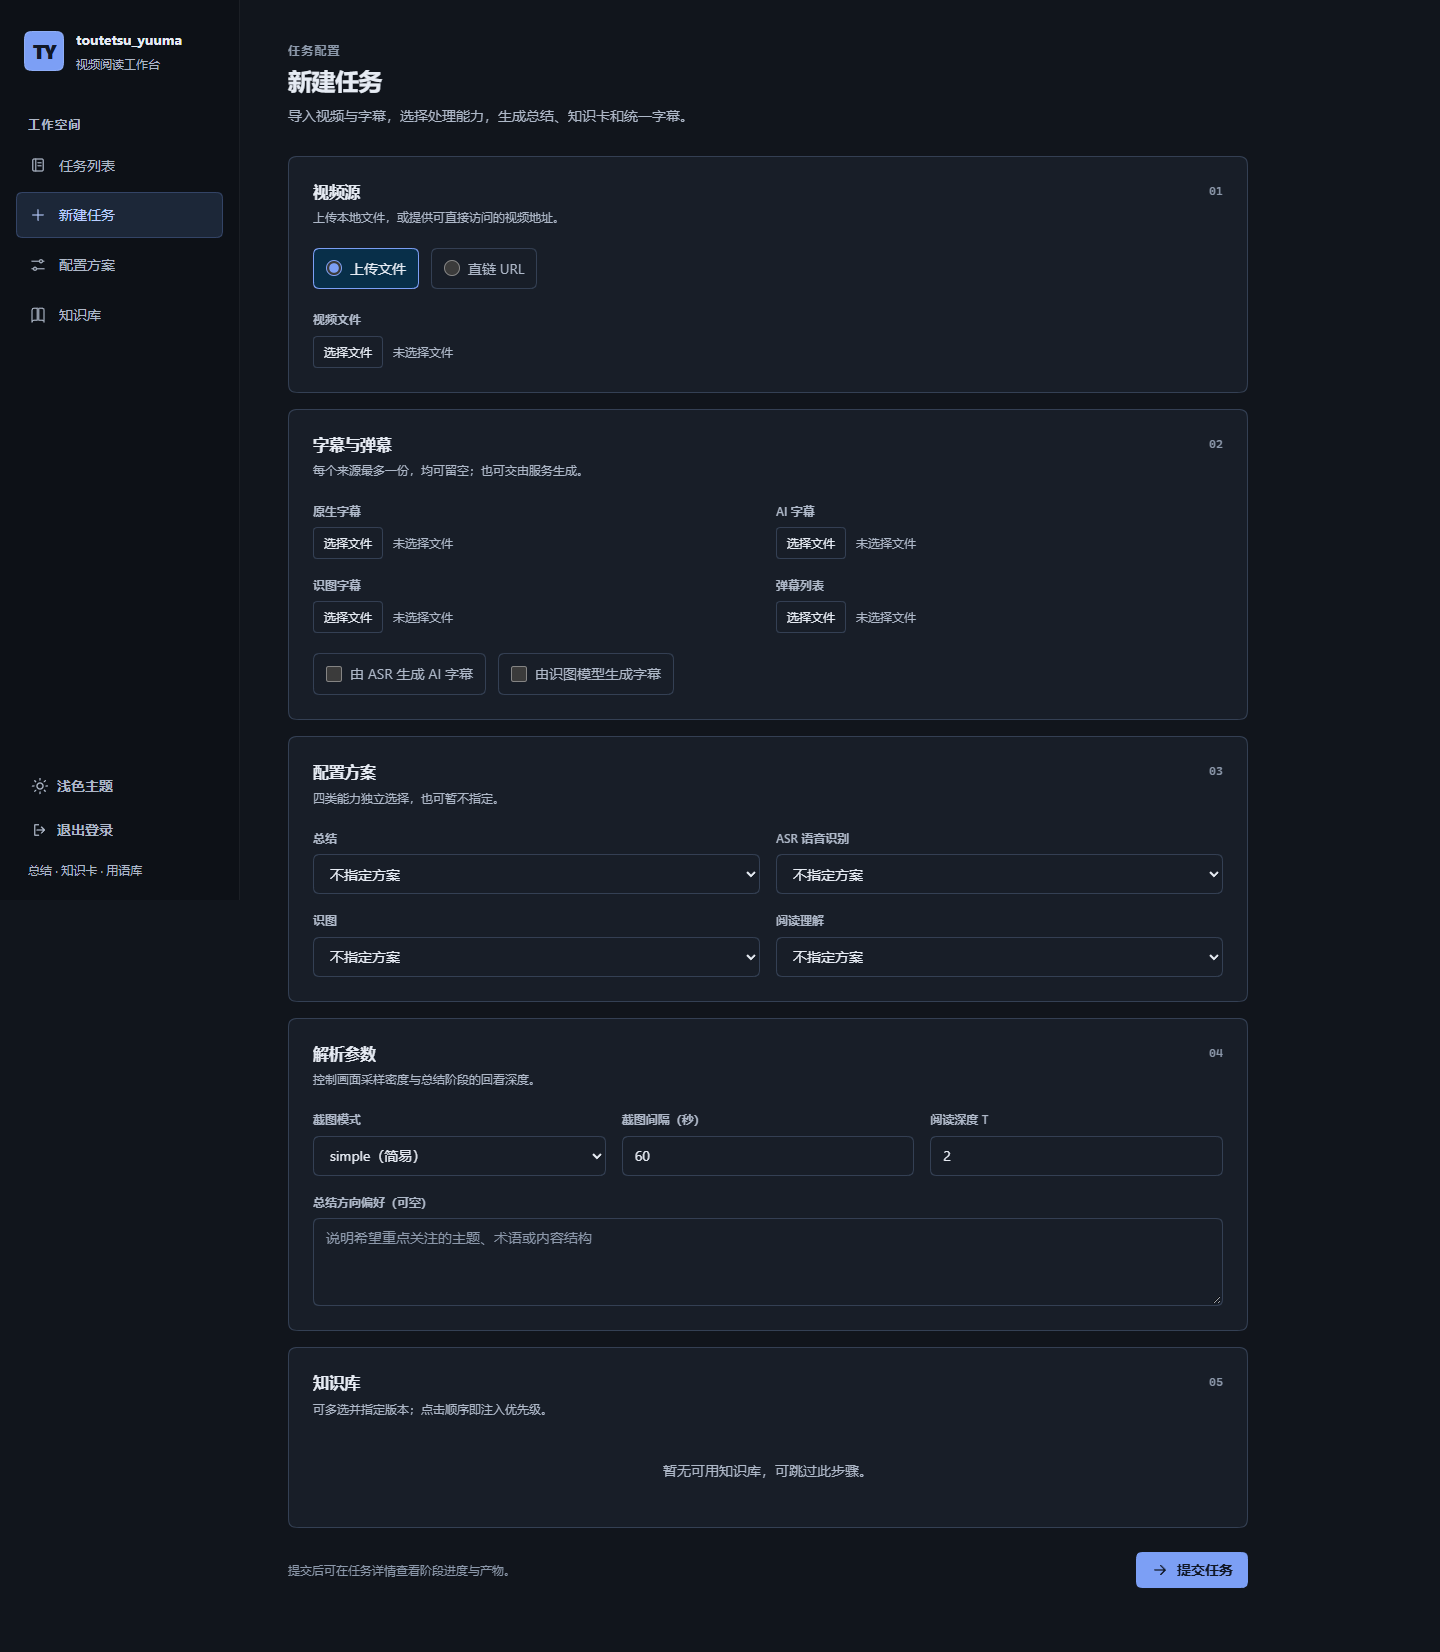 TY
toutetsu_yuuma
视频阅读工作台
工作空间
任务列表
新建任务
配置方案
知识库
浅色主题
退出登录
总结 · 知识卡 · 用语库
任务配置
新建任务
导入视频与字幕，选择处理能力，生成总结、知识卡和统一字幕。
视频源
01
上传本地文件，或提供可直接访问的视频地址。
上传文件
直链 URL
视频文件
选择文件 未选择文件
字幕与弹幕
02
每个来源最多一份，均可留空；也可交由服务生成。
原生字幕
选择文件 未选择文件
AI 字幕
选择文件 未选择文件
识图字幕
选择文件 未选择文件
弹幕列表
选择文件 未选择文件
由 ASR 生成 AI 字幕
由识图模型生成字幕
配置方案
03
四类能力独立选择，也可暂不指定。
总结
不指定方案
ASR 语音识别
不指定方案
识图
不指定方案
阅读理解
不指定方案
解析参数
04
控制画面采样密度与总结阶段的回看深度。
截图模式
simple（简易）
截图间隔（秒）
60
阅读深度 T
2
总结方向偏好（可空）
说明希望重点关注的主题、术语或内容结构
知识库
05
可多选并指定版本；点击顺序即注入优先级。
暂无可用知识库，可跳过此步骤。
提交后可在任务详情查看阶段进度与产物。
提交任务